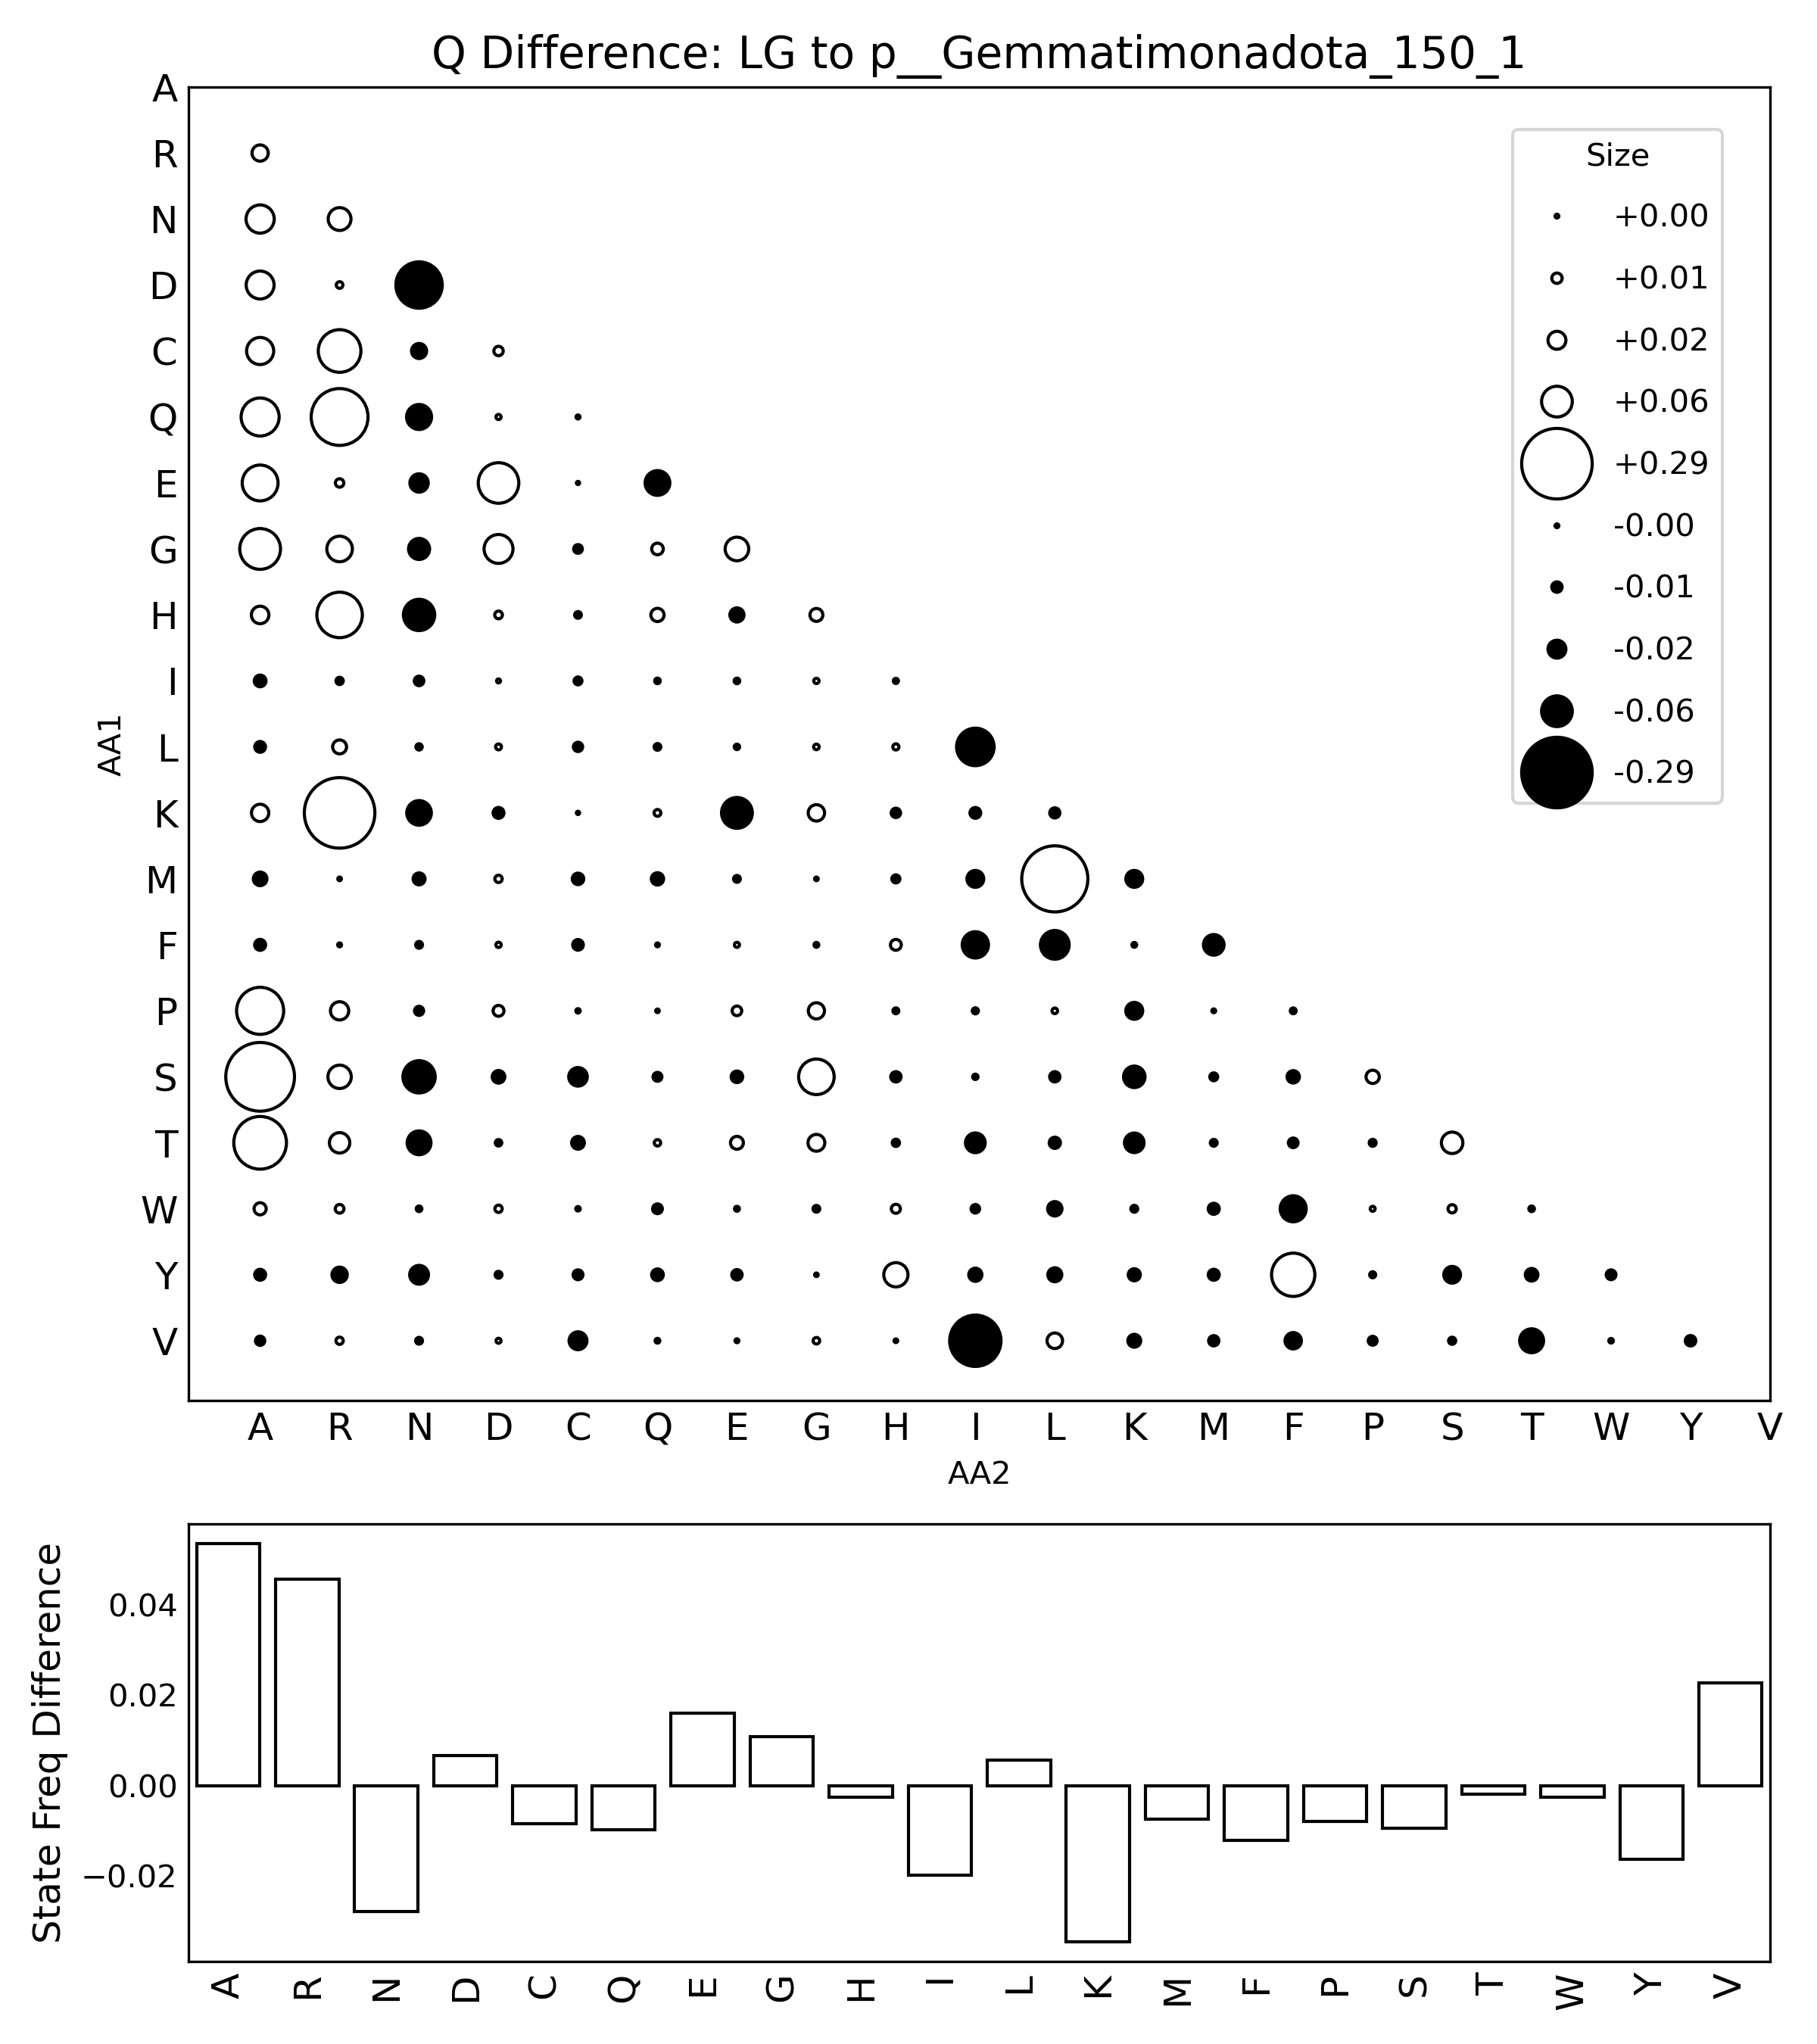 Q Difference: LG to p__Gemmatimonadota_150_1
A
R
N
D
C
Q
E
G
H
I
L
K
M
F
P
S
T
W
Y
V
AA1
Size
+0.00
+0.01
+0.02
+0.06
+0.29
-0.00
-0.01
-0.02
-0.06
-0.29
A R N D C Q E G H I L K M F P S T W Y V
AA2
State Freq Difference
0.04
0.02
0.00
−0.02
A R N D C Q E G H I L K M F P S T W Y V